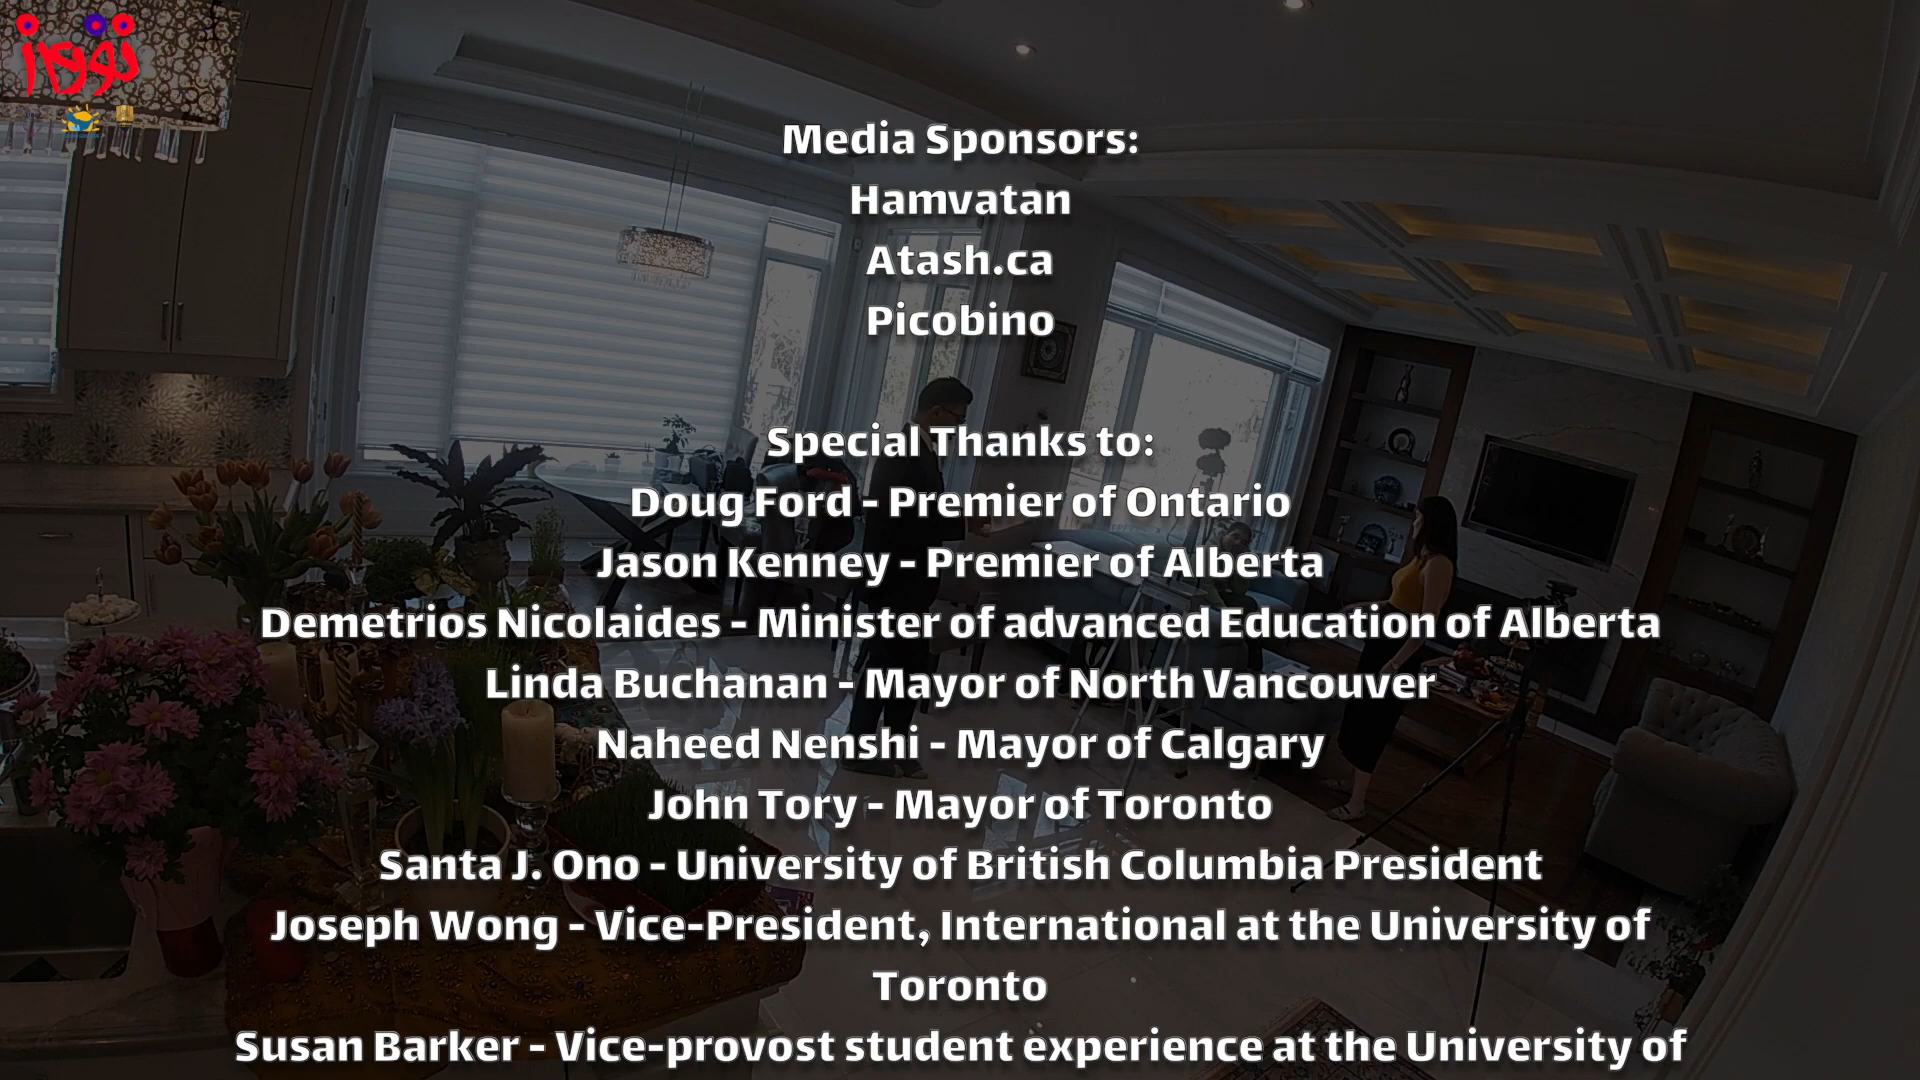 نوروز
Media Sponsors:
Hamvatan
Atash.ca
Picobino
Special Thanks to:
Doug Ford - Premier of Ontario
Jason Kenney - Premier of Alberta
Demetrios Nicolaides - Minister of advanced Education of Alberta
Linda Buchanan - Mayor of North Vancouver
Naheed Nenshi - Mayor of Calgary
John Tory - Mayor of Toronto
Santa J. Ono - University of British Columbia President
Joseph Wong - Vice-President, International at the University of
Toronto
Susan Barker - Vice-provost student experience at the University of